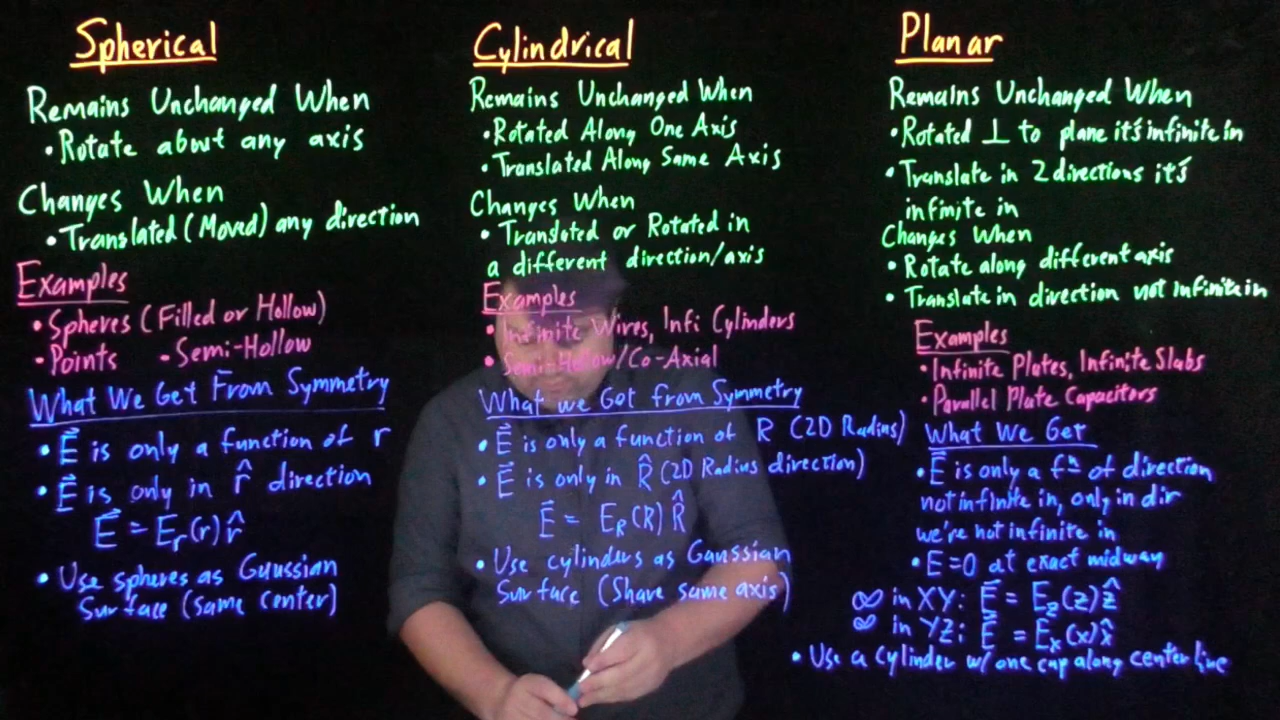 Spherical
Remains Unchanged When
• Rotate about any axis
Changes When
• Translated (Moved) any direction
Examples
• Spheres (Filled or Hollow)
• Points • Semi-Hollow
What We Get From Symmetry
• E⃗ is only a function of r
• E⃗ is only in r̂ direction
E⃗ = Er(r) r̂
• Use spheres as Gaussian
Surface (same center)
Cylindrical
Remains Unchanged When
• Rotated Along One Axis
• Translated Along Same Axis
Changes When
• Translated or Rotated in
a different direction/axis
Examples
• Infinite Wires, Infi Cylinders
• Semi-Hollow/Co-Axial
What we Get from Symmetry
• E⃗ is only a function of R (2D Radius)
• E⃗ is only in R̂ (2D Radius direction)
E⃗ = ER(R) R̂
• Use cylinders as Gaussian
Surface (Share same axis)
Planar
Remains Unchanged When
• Rotated ⊥ to plane it's infinite in
• Translate in 2 directions it's
infinite in
Changes When
• Rotate along different axis
• Translate in direction not infinite in
Examples
• Infinite Plates, Infinite Slabs
• Parallel Plate Capacitors
What We Get
• E⃗ is only a fⁿ of direction
not infinite in, only in dir
we're not infinite in
• E=0 at exact midway
∞ in XY: E⃗ = Ez(z) ẑ
∞ in YZ: E⃗ = Ex(x) x̂
• Use a cylinder w/ one cap along center line